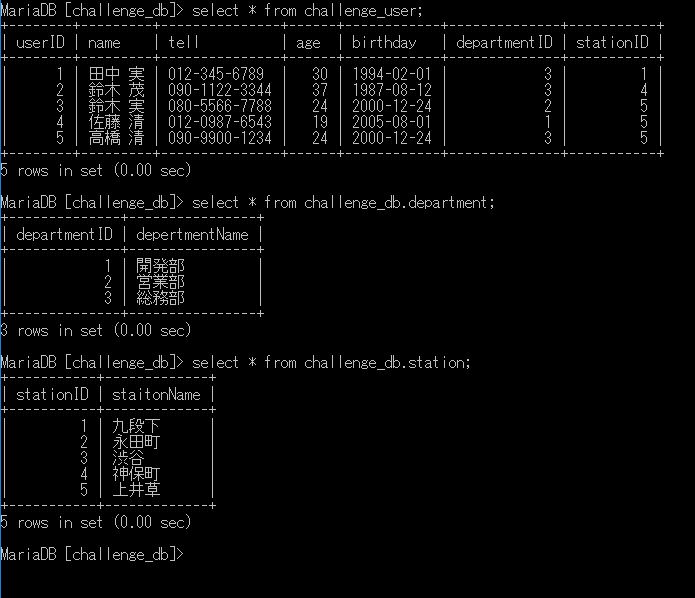 MariaDB [challenge_db]> select * from challenge_user;
+--------+-----------+---------------+-----+------------+--------------+-----------+
| userID | name      | tell          | age | birthday   | departmentID | stationID |
+--------+-----------+---------------+-----+------------+--------------+-----------+
|      1 | 田中 実   | 012-345-6789  |  30 | 1994-02-01 |            3 |         1 |
|      2 | 鈴木 茂   | 090-1122-3344 |  37 | 1987-08-12 |            3 |         4 |
|      3 | 鈴木 実   | 080-5566-7788 |  24 | 2000-12-24 |            2 |         5 |
|      4 | 佐藤 清   | 012-0987-6543 |  19 | 2005-08-01 |            1 |         5 |
|      5 | 高橋 清   | 090-9900-1234 |  24 | 2000-12-24 |            3 |         5 |
+--------+-----------+---------------+-----+------------+--------------+-----------+
5 rows in set (0.00 sec)
MariaDB [challenge_db]> select * from challenge_db.department;
+--------------+----------------+
| departmentID | depertmentName |
+--------------+----------------+
|            1 | 開発部         |
|            2 | 営業部         |
|            3 | 総務部         |
+--------------+----------------+
3 rows in set (0.00 sec)
MariaDB [challenge_db]> select * from challenge_db.station;
+-----------+-------------+
| stationID | staitonName |
+-----------+-------------+
|         1 | 九段下      |
|         2 | 永田町      |
|         3 | 渋谷        |
|         4 | 神保町      |
|         5 | 上井草      |
+-----------+-------------+
5 rows in set (0.00 sec)
MariaDB [challenge_db]>